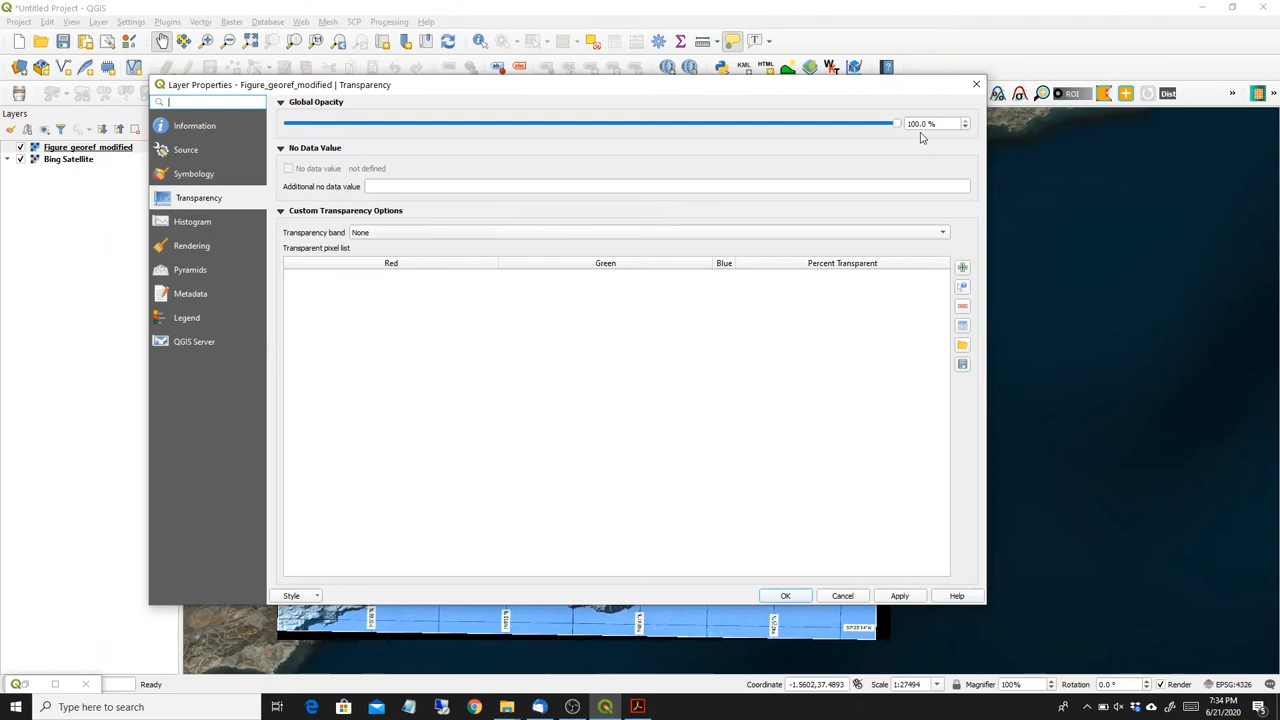 *Untitled Project - QGIS
Project Edit View Layer Settings Plugins Vector Raster Database Web Mesh SCP Processing Help
ROI
Dist
Layer Properties - Figure_georef_modified | Transparency
Layers
Figure_georef_modified
Bing Satellite
Information
Source
Symbology
Transparency
Histogram
Rendering
Pyramids
Metadata
Legend
QGIS Server
Global Opacity
100.0 %
No Data Value
No data value not defined
Additional no data value
Custom Transparency Options
Transparency band None
Transparent pixel list
Red Green Blue Percent Transparent
Style OK Cancel Apply Help
Ready Coordinate -1.5602,37.4893 Scale 1:27494 Magnifier 100% Rotation 0.0 ° Render EPSG:4326
Type here to search
7:34 PM
6/21/2020